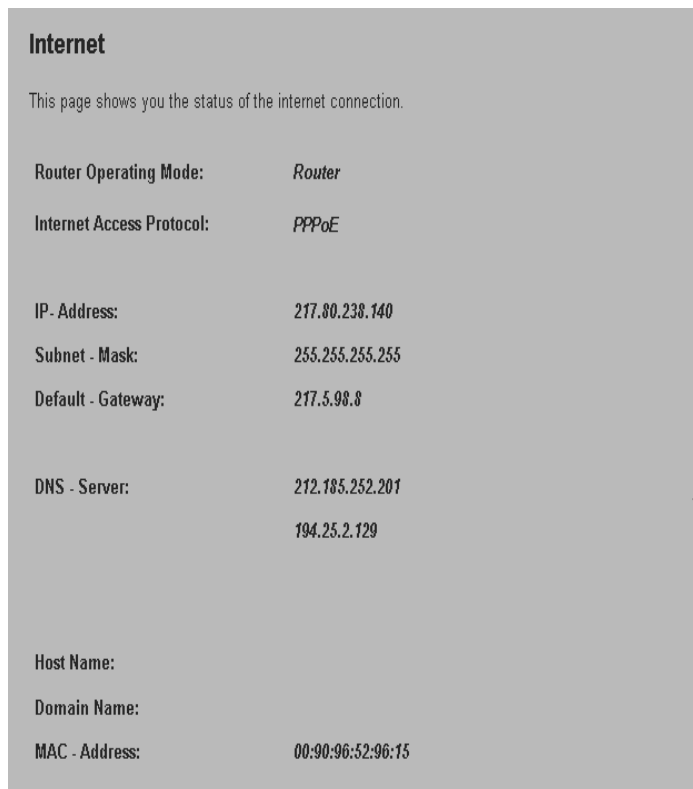 Internet
This page shows you the status of the internet connection.
Router Operating Mode: Router
Internet Access Protocol: PPPoE
IP- Address: 217.80.238.140
Subnet - Mask: 255.255.255.255
Default - Gateway: 217.5.98.8
DNS - Server: 212.185.252.201
194.25.2.129
Host Name:
Domain Name:
MAC - Address: 00:90:96:52:96:15